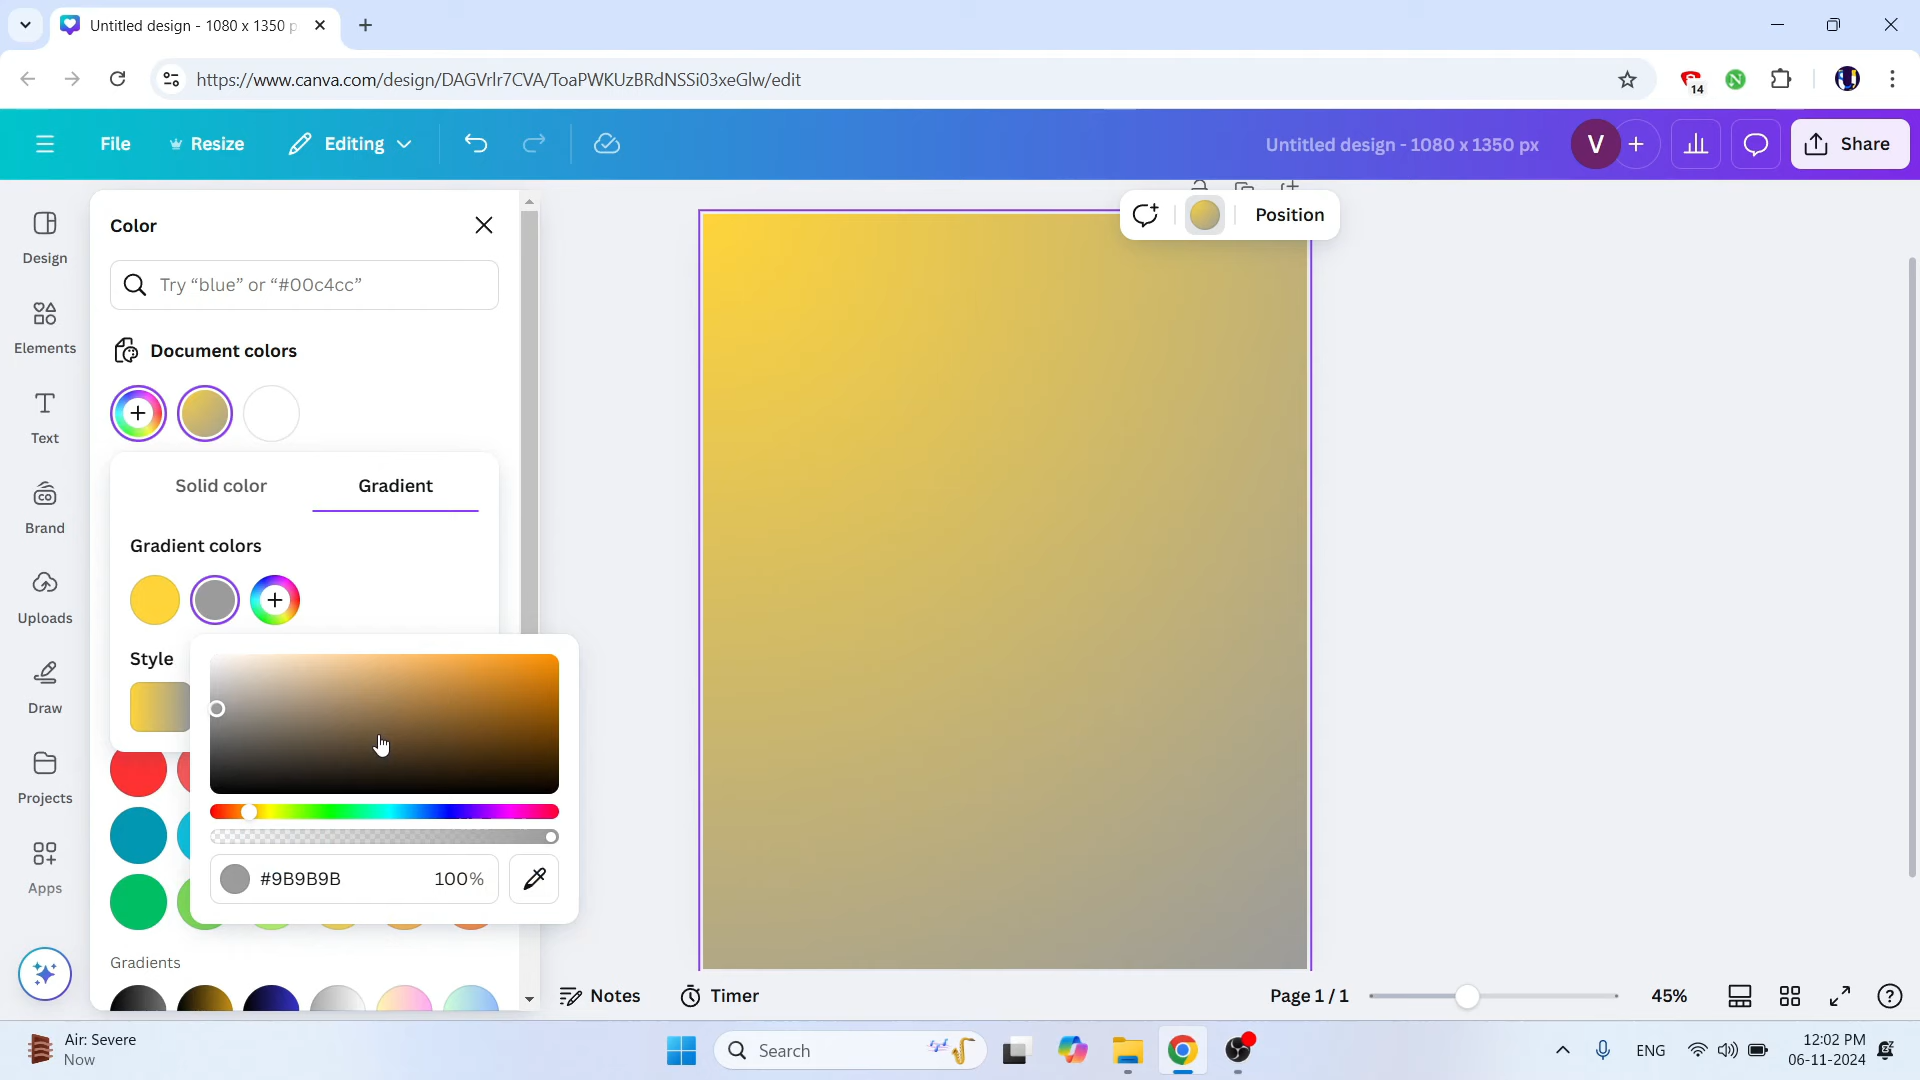 Untitled design - 1080 x 1350 p
https://www.canva.com/design/DAGVrlr7CVA/ToaPWKUzBRdNSSi03xeGlw/edit
14
File
Resize
Editing
Untitled design - 1080 x 1350 px
V
Share
Design
Elements
Text
Brand
Uploads
Draw
Projects
Apps
Color
Try “blue” or “#00c4cc”
Document colors
Solid color
Gradient
Gradient colors
Style
#9B9B9B
100%
Gradients
Position
Notes
Timer
Page 1 / 1
45%
Air: Severe
Now
Search
ENG
12:02 PM
06-11-2024